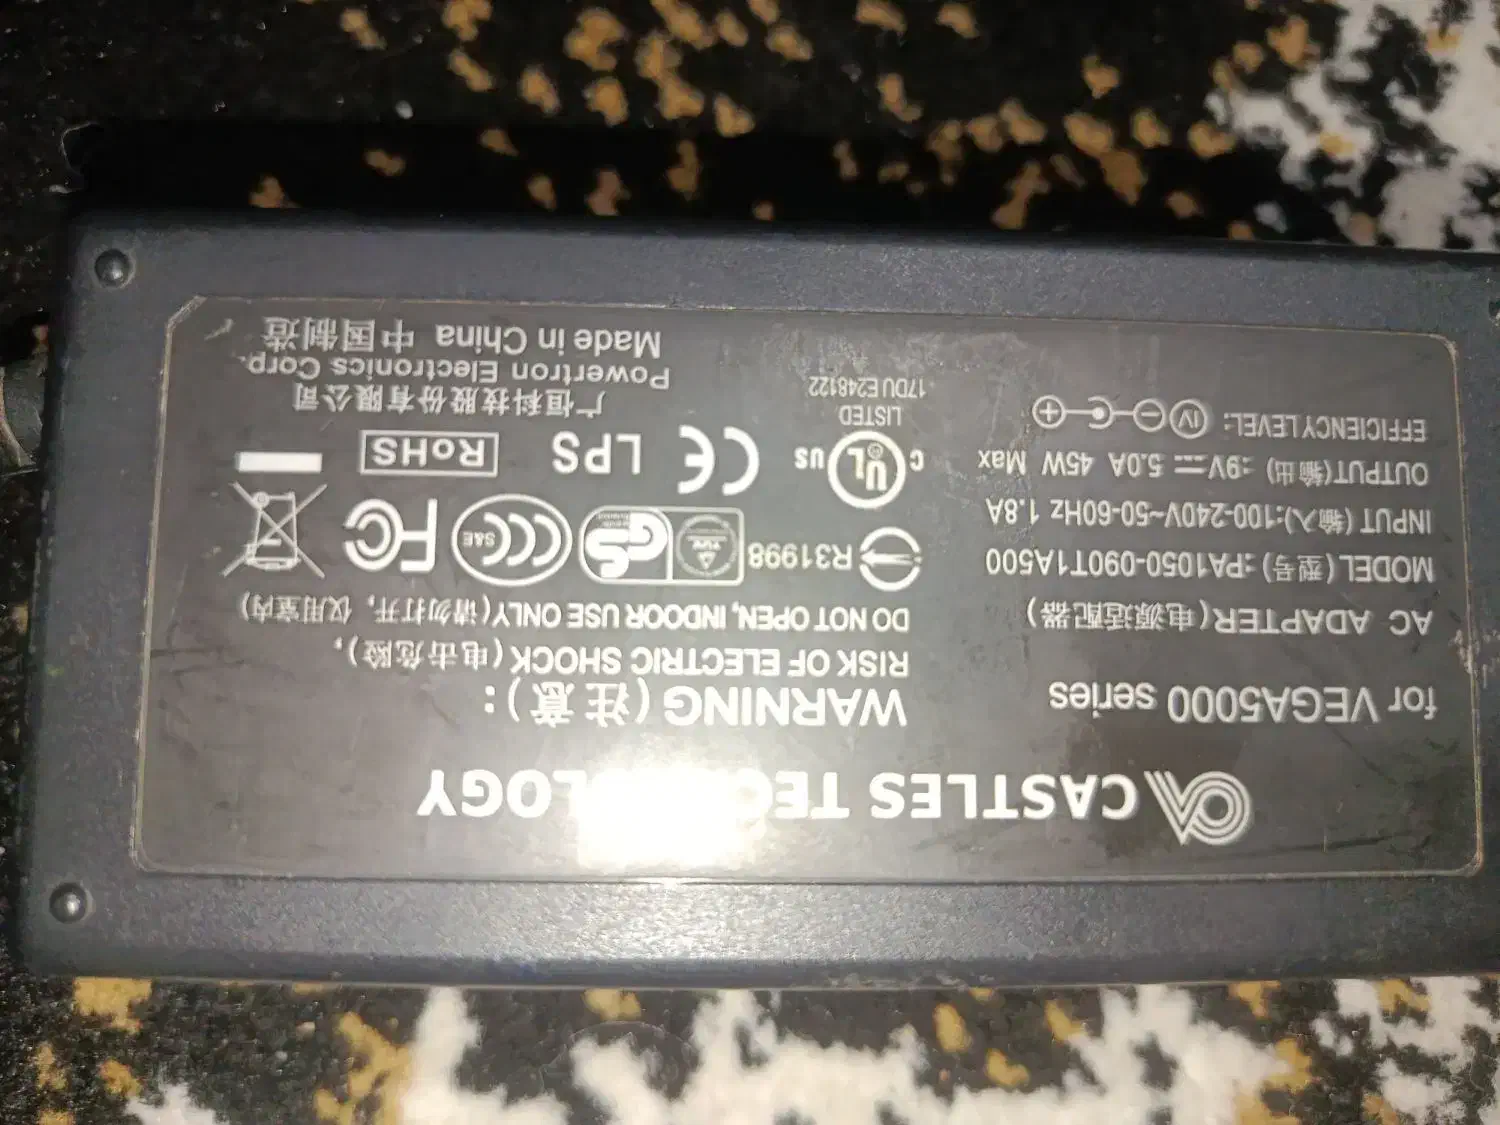 CASTLES TECHNOLOGY
for VEGA5000 series
AC ADAPTER(电源适配器)
MODEL(型号):PA1050-090T1A500
INPUT(输入):100-240V~50-60Hz 1.8A
OUTPUT(输出):9V⎓5.0A 45W Max
EFFICIENCY LEVEL: IV
WARNING(注意):
RISK OF ELECTRIC SHOCK(电击危险),
DO NOT OPEN, INDOOR USE ONLY(请勿打开, 仅用室内)
R31998
GS
CCC
S&E
FC
C UL US
LISTED
17DU E248122
CE
LPS
RoHS
广恒科技股份有限公司
Powertron Electronics Corp.
Made in China 中国制造